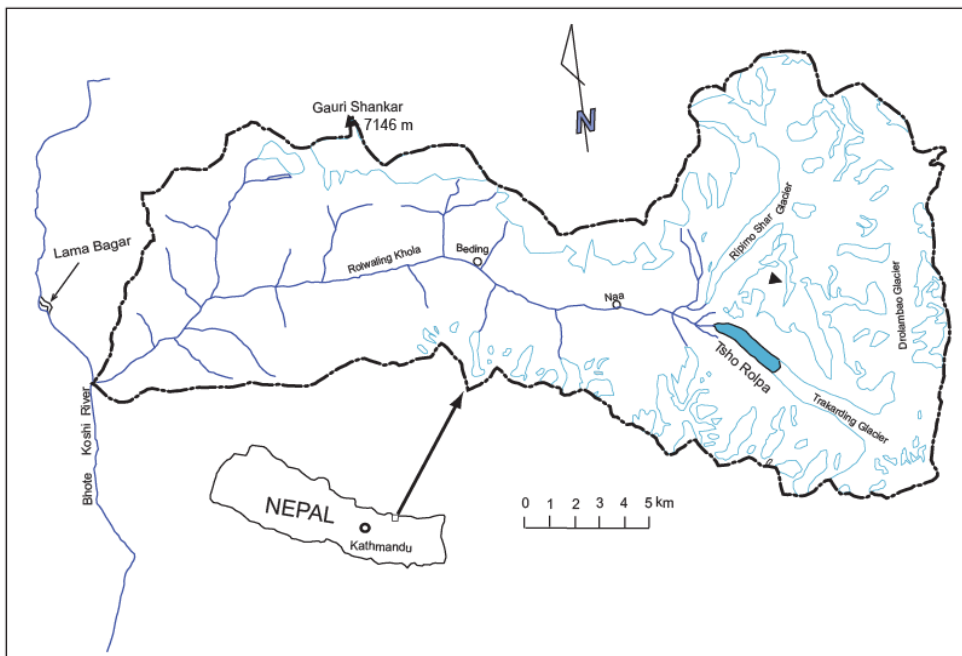 Gauri Shankar
7146 m
N
Lama Bagar
Ripimo Shar Glacier
Beding
Rolwaling Khola
Naa
Drolambao Glacier
Tsho Rolpa
Trakarding Glacier
Bhote Koshi River
NEPAL
Kathmandu
0 1 2 3 4 5 km